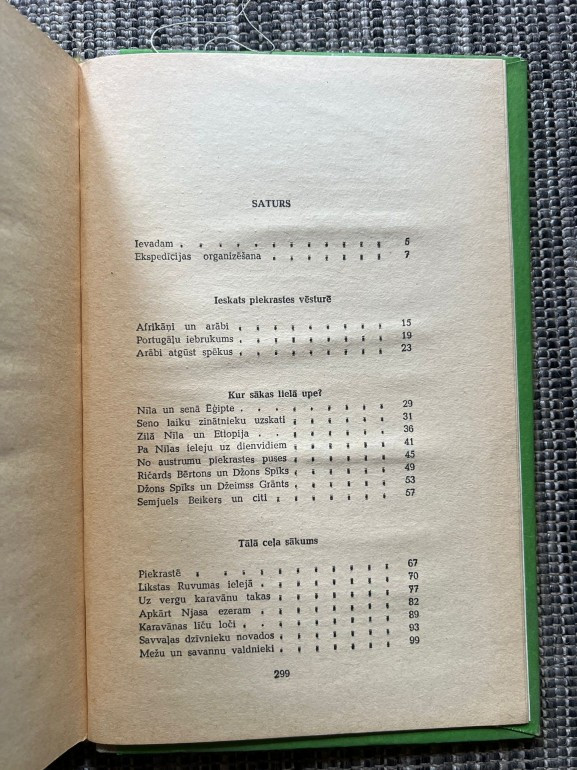 SATURS
Ievadam . . . . . . . . . . . . 5
Ekspedīcijas organizēšana . . . . . . . 7
Ieskats piekrastes vēsturē
Afrikāņi un arābi . . . . . . . . . 15
Portugāļu iebrukums . . . . . . . . . 19
Arābi atgūst spēkus . . . . . . . . . 23
Kur sākas lielā upe?
Nīla un senā Ēģipte . . . . . . . . . 29
Seno laiku zinātnieku uzskati . . . . . . 31
Zilā Nīla un Etiopija . . . . . . . . 36
Pa Nīlas ieleju uz dienvidiem . . . . . . 41
No austrumu piekrastes puses . . . . . . 45
Ričards Bērtons un Džons Spīks . . . . . . 49
Džons Spīks un Džeimss Grānts . . . . . . 53
Semjuels Beikers un citi . . . . . . . 57
Tālā ceļa sākums
Piekrastē . . . . . . . . . . . 67
Likstas Ruvumas ielejā . . . . . . . . 70
Uz vergu karavānu takas . . . . . . . 77
Apkārt Njasa ezeram . . . . . . . . 82
Karavānas līču loči . . . . . . . . . 89
Savvaļas dzīvnieku novados . . . . . . . 93
Mežu un savannu valdnieki . . . . . . . 99
299